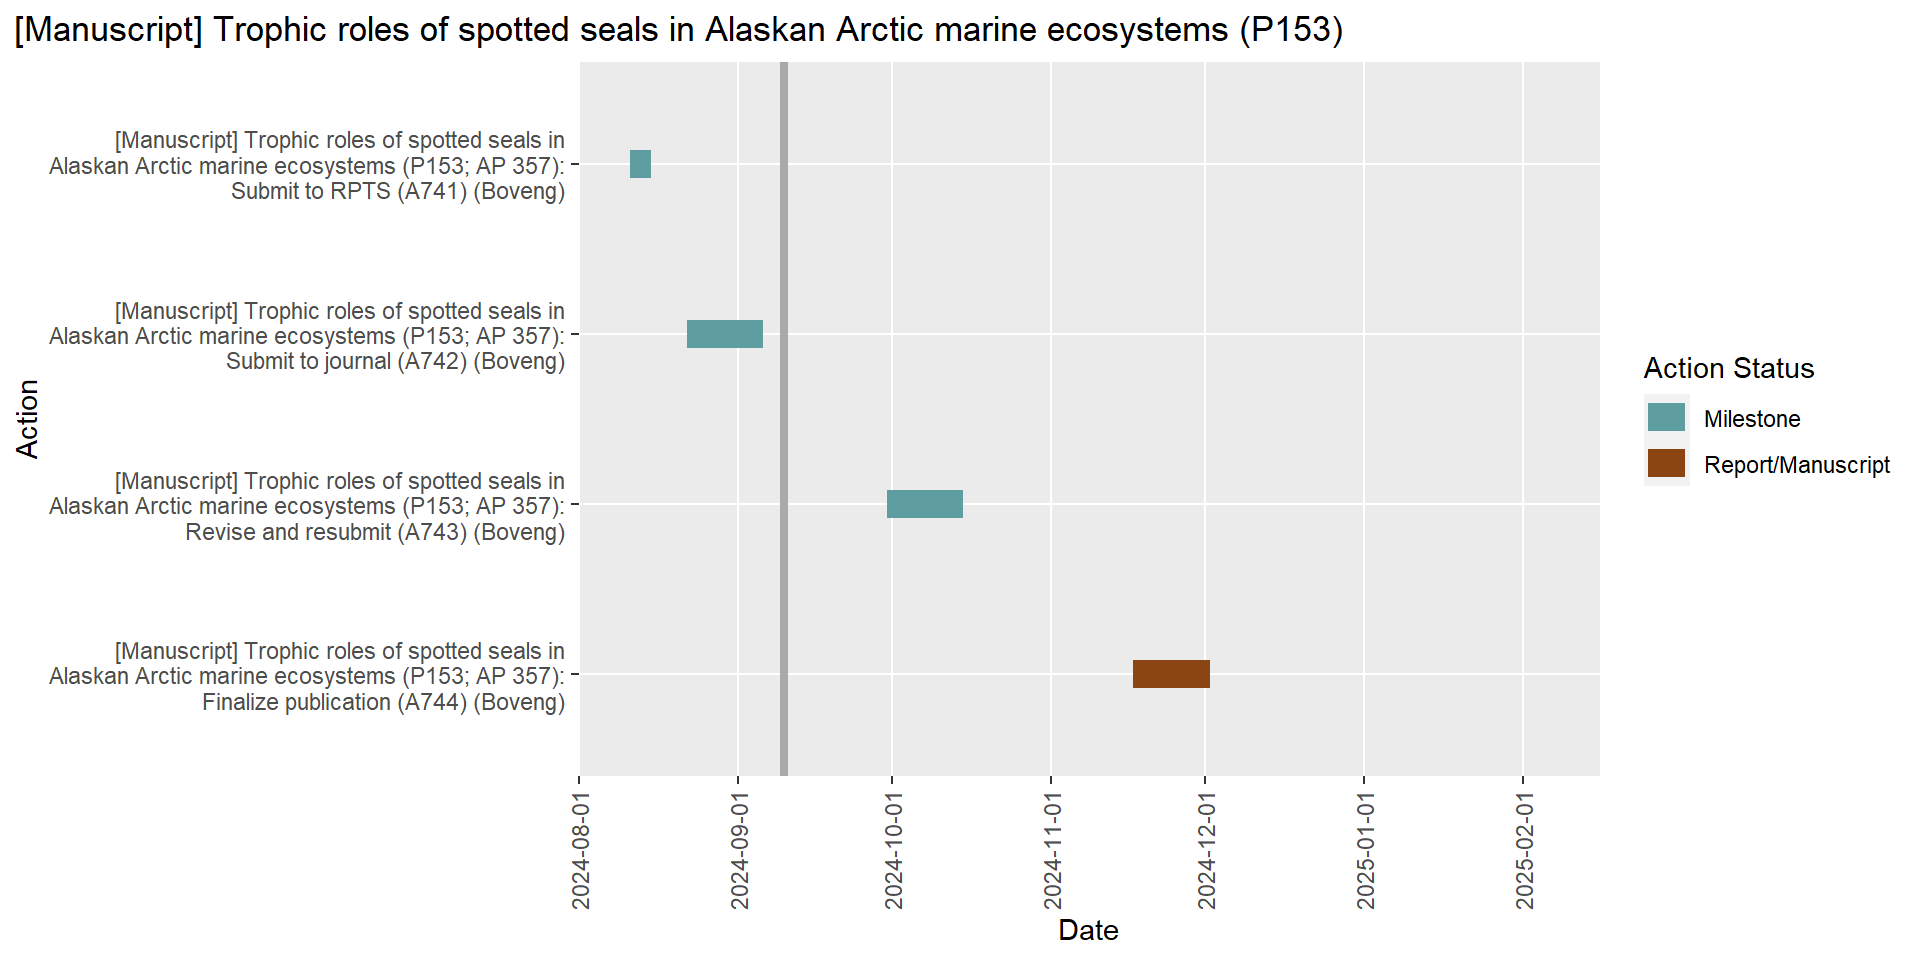 [Manuscript] Trophic roles of spotted seals in Alaskan Arctic marine ecosystems (P153)
[Manuscript] Trophic roles of spotted seals in
Alaskan Arctic marine ecosystems (P153; AP 357):
Submit to RPTS (A741) (Boveng)
[Manuscript] Trophic roles of spotted seals in
Alaskan Arctic marine ecosystems (P153; AP 357):
Submit to journal (A742) (Boveng)
[Manuscript] Trophic roles of spotted seals in
Alaskan Arctic marine ecosystems (P153; AP 357):
Revise and resubmit (A743) (Boveng)
[Manuscript] Trophic roles of spotted seals in
Alaskan Arctic marine ecosystems (P153; AP 357):
Finalize publication (A744) (Boveng)
Action
2024-08-01
2024-09-01
2024-10-01
2024-11-01
2024-12-01
2025-01-01
2025-02-01
Date
Action Status
Milestone
Report/Manuscript